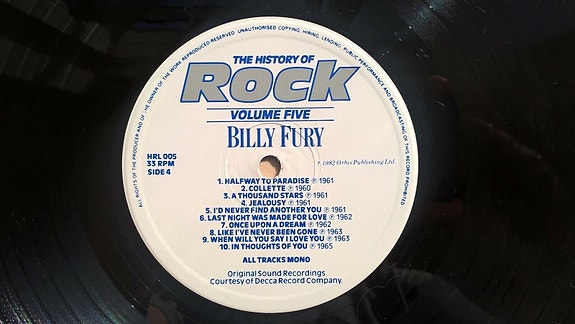 ALL RIGHTS OF THE PRODUCER AND OF THE OWNER OF THE WORK REPRODUCED RESERVED. UNAUTHORISED COPYING, HIRING, LENDING, PUBLIC PERFORMANCE AND BROADCASTING OF THIS RECORD PROHIBITED
THE HISTORY OF
Rock
VOLUME FIVE
BILLY FURY
HRL 005
33 RPM
SIDE 4
℗ 1982 Orbis Publishing Ltd.
1. HALFWAY TO PARADISE ℗ 1961
2. COLLETTE ℗ 1960
3. A THOUSAND STARS ℗ 1961
4. JEALOUSY ℗ 1961
5. I'D NEVER FIND ANOTHER YOU ℗ 1961
6. LAST NIGHT WAS MADE FOR LOVE ℗ 1962
7. ONCE UPON A DREAM ℗ 1962
8. LIKE I'VE NEVER BEEN GONE ℗ 1963
9. WHEN WILL YOU SAY I LOVE YOU ℗ 1963
10. IN THOUGHTS OF YOU ℗ 1965
ALL TRACKS MONO
Original Sound Recordings
Courtesy of Decca Record Company.